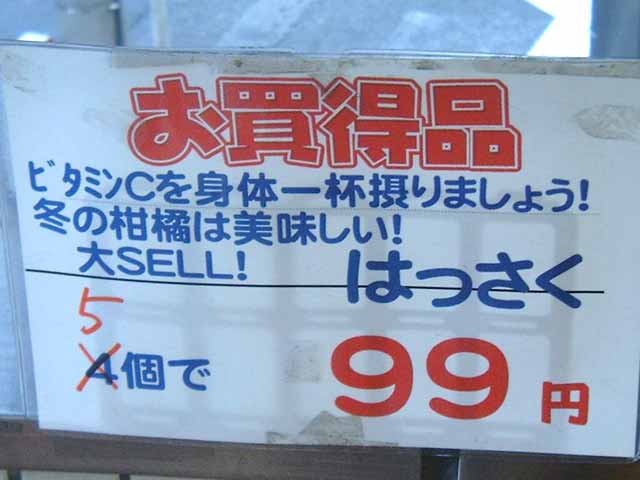 お買得品
ビタミンCを身体一杯摂りましょう!
冬の柑橘は美味しい!
大SELL!
はっさく
5
4個で
99円